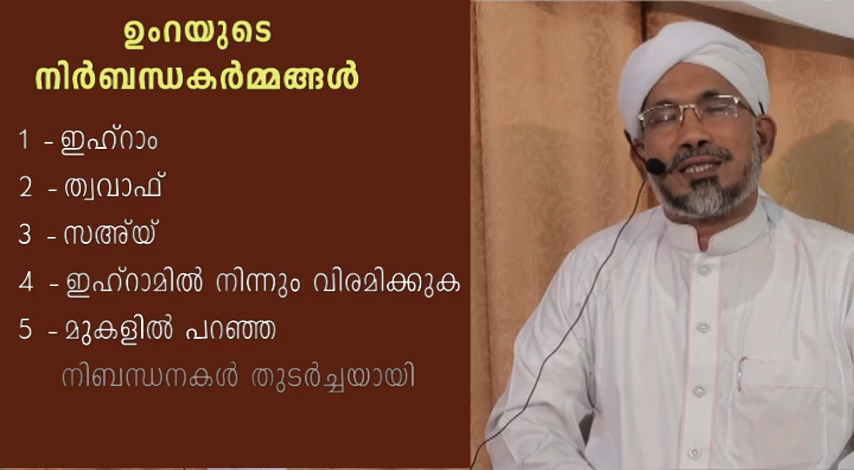 ഉംറയുടെ
നിർബന്ധകർമ്മങ്ങൾ
1 - ഇഹ്റാം
2 - ത്വവാഫ്
3 - സഅ്യ്
4 - ഇഹ്റാമിൽ നിന്നും വിരമിക്കുക
5 - മുകളിൽ പറഞ്ഞ
നിബന്ധനകൾ തുടർച്ചയായി